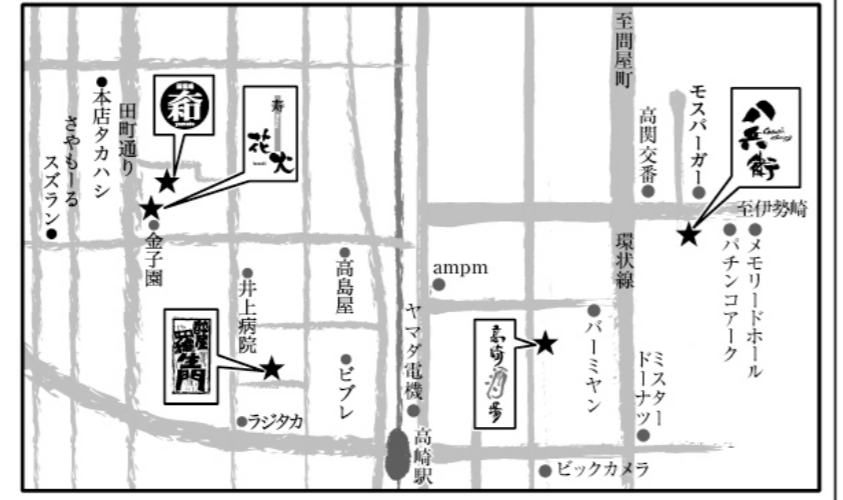 至問屋町
モスバーガー
高関交番
八兵衛
本店タカハシ
田町通り
さやもーる
スズラン
花火
至伊勢崎
環状線
金子園
高島屋
ampm
井上病院
ヤマダ電機
パチンコアーク
メモリードホール
バーミヤン
羅生門
ミスター
ドーナツ
ビブレ
ラジタカ
高崎駅
ビックカメラ